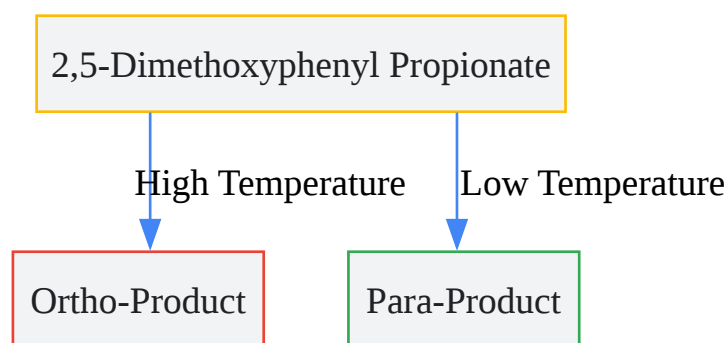 2,5-Dimethoxyphenyl Propionate
High Temperature
Low Temperature
Ortho-Product
Para-Product